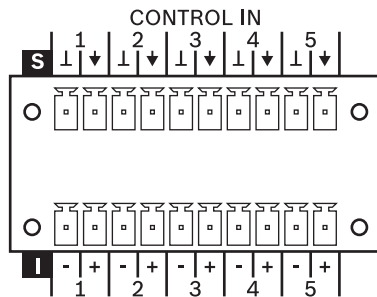 CONTROL IN
1 2 3 4 5
S ⊥ ↓ ⊥ ↓ ⊥ ↓ ⊥ ↓ ⊥ ↓
I - + - + - + - + - +
1 2 3 4 5